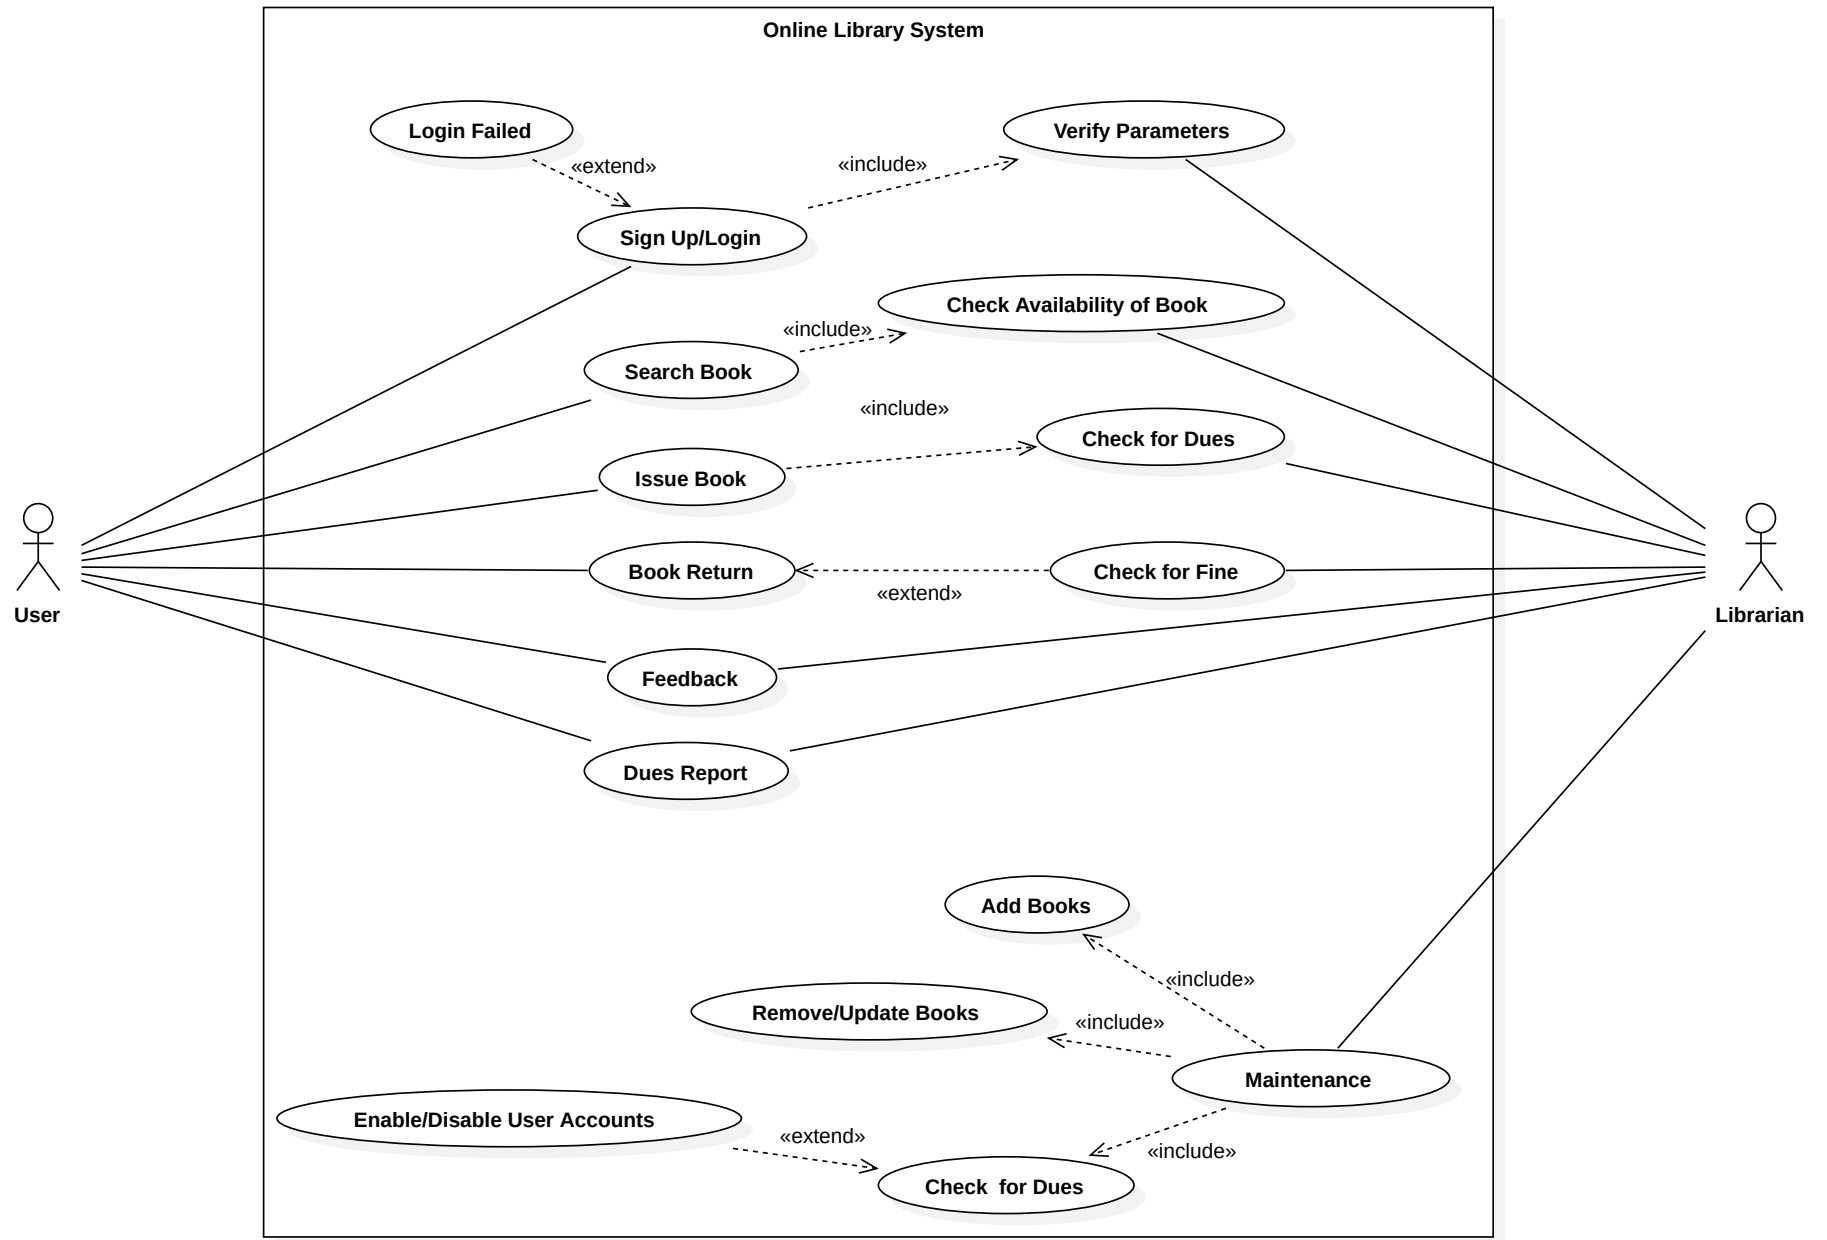 Online Library System
Login Failed
Verify Parameters
«extend»
«include»
Sign Up/Login
Check Availability of Book
«include»
Search Book
«include»
Check for Dues
Issue Book
Book Return
Check for Fine
«extend»
User
Librarian
Feedback
Dues Report
Add Books
«include»
Remove/Update Books
«include»
Maintenance
Enable/Disable User Accounts
«extend»
«include»
Check  for Dues